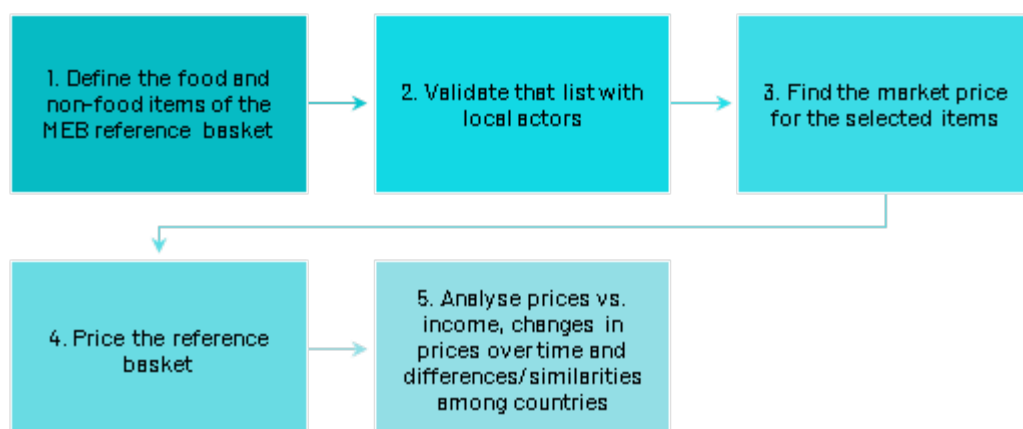 1. Define the food and
non-food items of the
MEB reference basket
2. Validate that list with
local actors
3. Find the market price
for the selected items
4. Price the reference
basket
5. Analyse prices vs.
income, changes in
prices over time and
differences/similarities
among countries